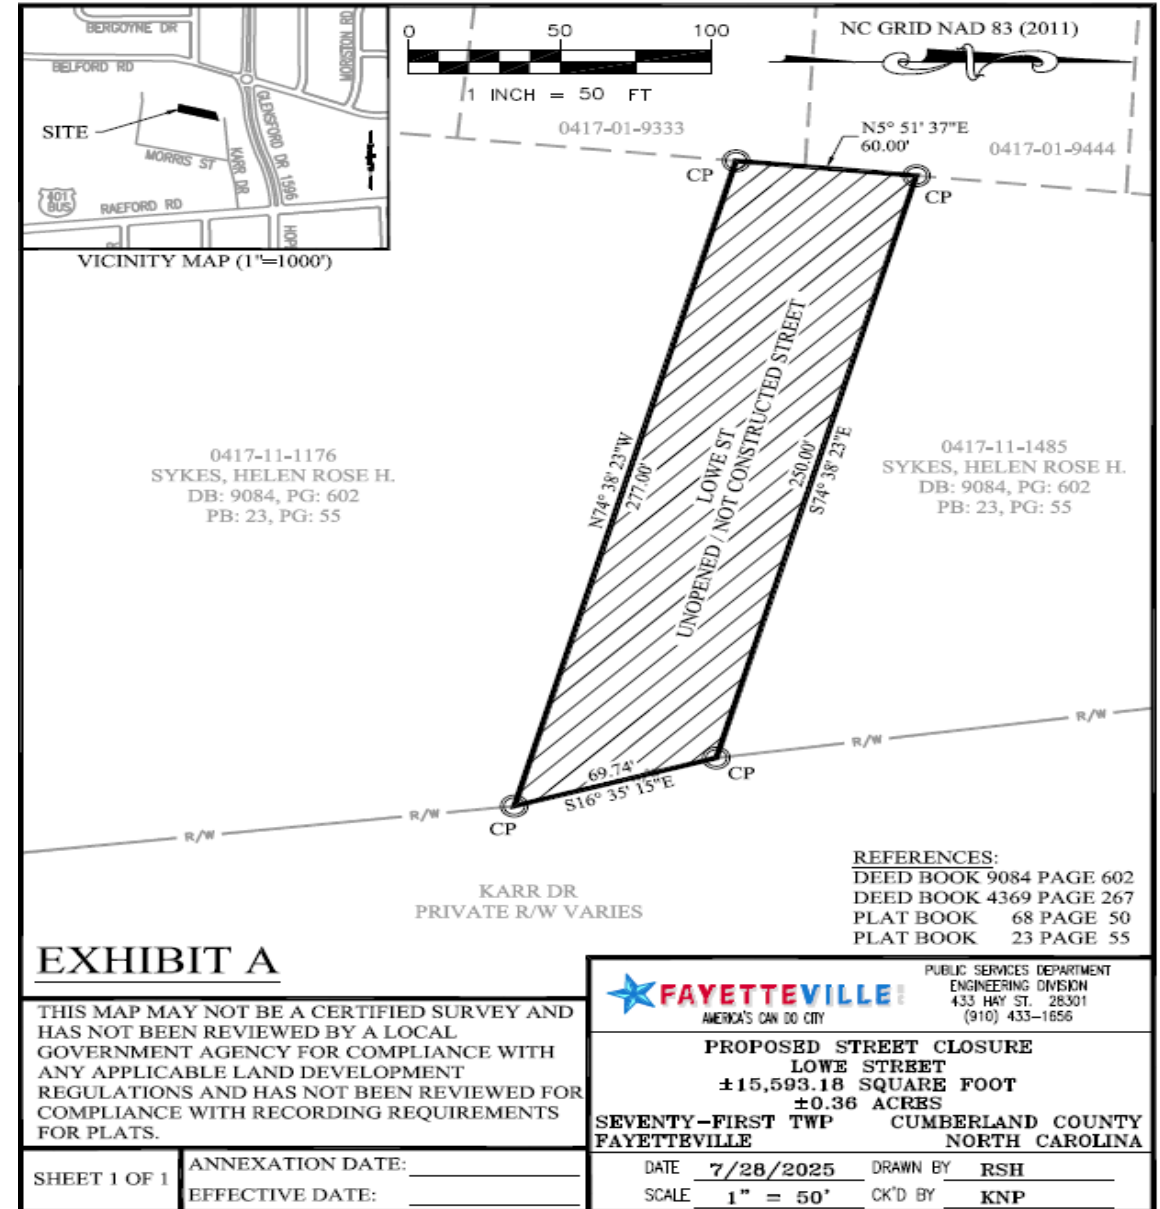 BERGOYNE DR
BELFORD RD
MORISTON RD
SITE
GLENSFORD DR 1596
MORRIS ST
KARR DR
401
BUS
RAEFORD RD
VICINITY MAP (1"=1000')
0 50 100
1 INCH = 50 FT
NC GRID NAD 83 (2011)
0417-01-9333
N5° 51' 37"E
60.00'
0417-01-9444
CP
CP
0417-11-1176
SYKES, HELEN ROSE H.
DB: 9084, PG: 602
PB: 23, PG: 55
N74° 38' 23"W
277.00'
LOWE ST
UNOPENED / NOT CONSTRUCTED STREET
250.00'
S74° 38' 23"E
0417-11-1485
SYKES, HELEN ROSE H.
DB: 9084, PG: 602
PB: 23, PG: 55
R/W
R/W
69.74'
S16° 35' 15"E
CP
R/W
CP
R/W
KARR DR
PRIVATE R/W VARIES
REFERENCES:
DEED BOOK 9084 PAGE 602
DEED BOOK 4369 PAGE 267
PLAT BOOK 68 PAGE 50
PLAT BOOK 23 PAGE 55
EXHIBIT A
THIS MAP MAY NOT BE A CERTIFIED SURVEY AND
HAS NOT BEEN REVIEWED BY A LOCAL
GOVERNMENT AGENCY FOR COMPLIANCE WITH
ANY APPLICABLE LAND DEVELOPMENT
REGULATIONS AND HAS NOT BEEN REVIEWED FOR
COMPLIANCE WITH RECORDING REQUIREMENTS
FOR PLATS.
SHEET 1 OF 1
ANNEXATION DATE:
EFFECTIVE DATE:
FAYETTEVILLE
AMERICA'S CAN DO CITY
PUBLIC SERVICES DEPARTMENT
ENGINEERING DIVISION
433 HAY ST. 28301
(910) 433-1656
PROPOSED STREET CLOSURE
LOWE STREET
±15,593.18 SQUARE FOOT
±0.36 ACRES
SEVENTY-FIRST TWP CUMBERLAND COUNTY
FAYETTEVILLE NORTH CAROLINA
DATE 7/28/2025 DRAWN BY RSH
SCALE 1" = 50' CK'D BY KNP